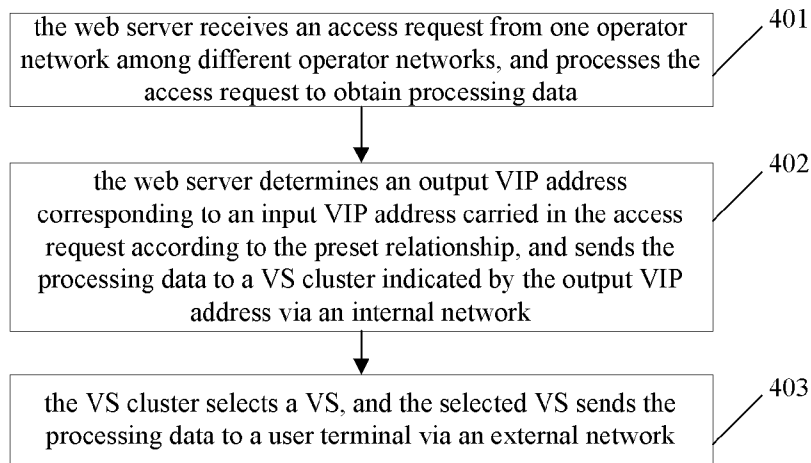 the web server receives an access request from one operator
network among different operator networks, and processes the
access request to obtain processing data
401
the web server determines an output VIP address
corresponding to an input VIP address carried in the access
request according to the preset relationship, and sends the
processing data to a VS cluster indicated by the output VIP
address via an internal network
402
the VS cluster selects a VS, and the selected VS sends the
processing data to a user terminal via an external network
403